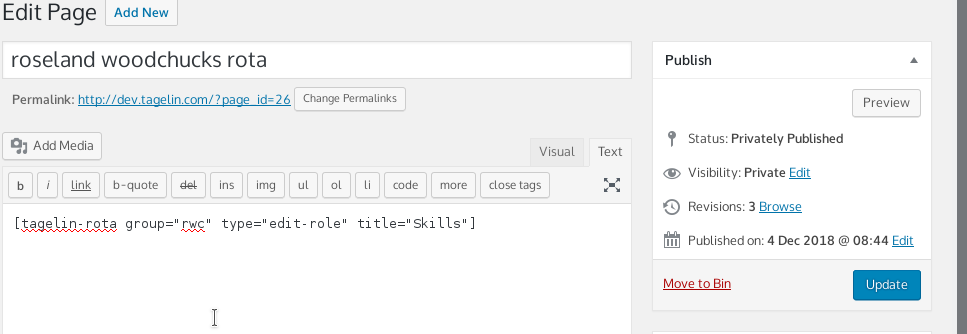 Edit Page Add New
roseland woodchucks rota
Permalink: http://dev.tagelin.com/?page_id=26 Change Permalinks
Add Media
Visual Text
b i link b-quote del ins img ul ol li code more close tags
[tagelin-rota group="rwc" type="edit-role" title="Skills"]
Publish
Preview
Status: Privately Published
Visibility: Private Edit
Revisions: 3 Browse
Published on: 4 Dec 2018 @ 08:44 Edit
Move to Bin Update